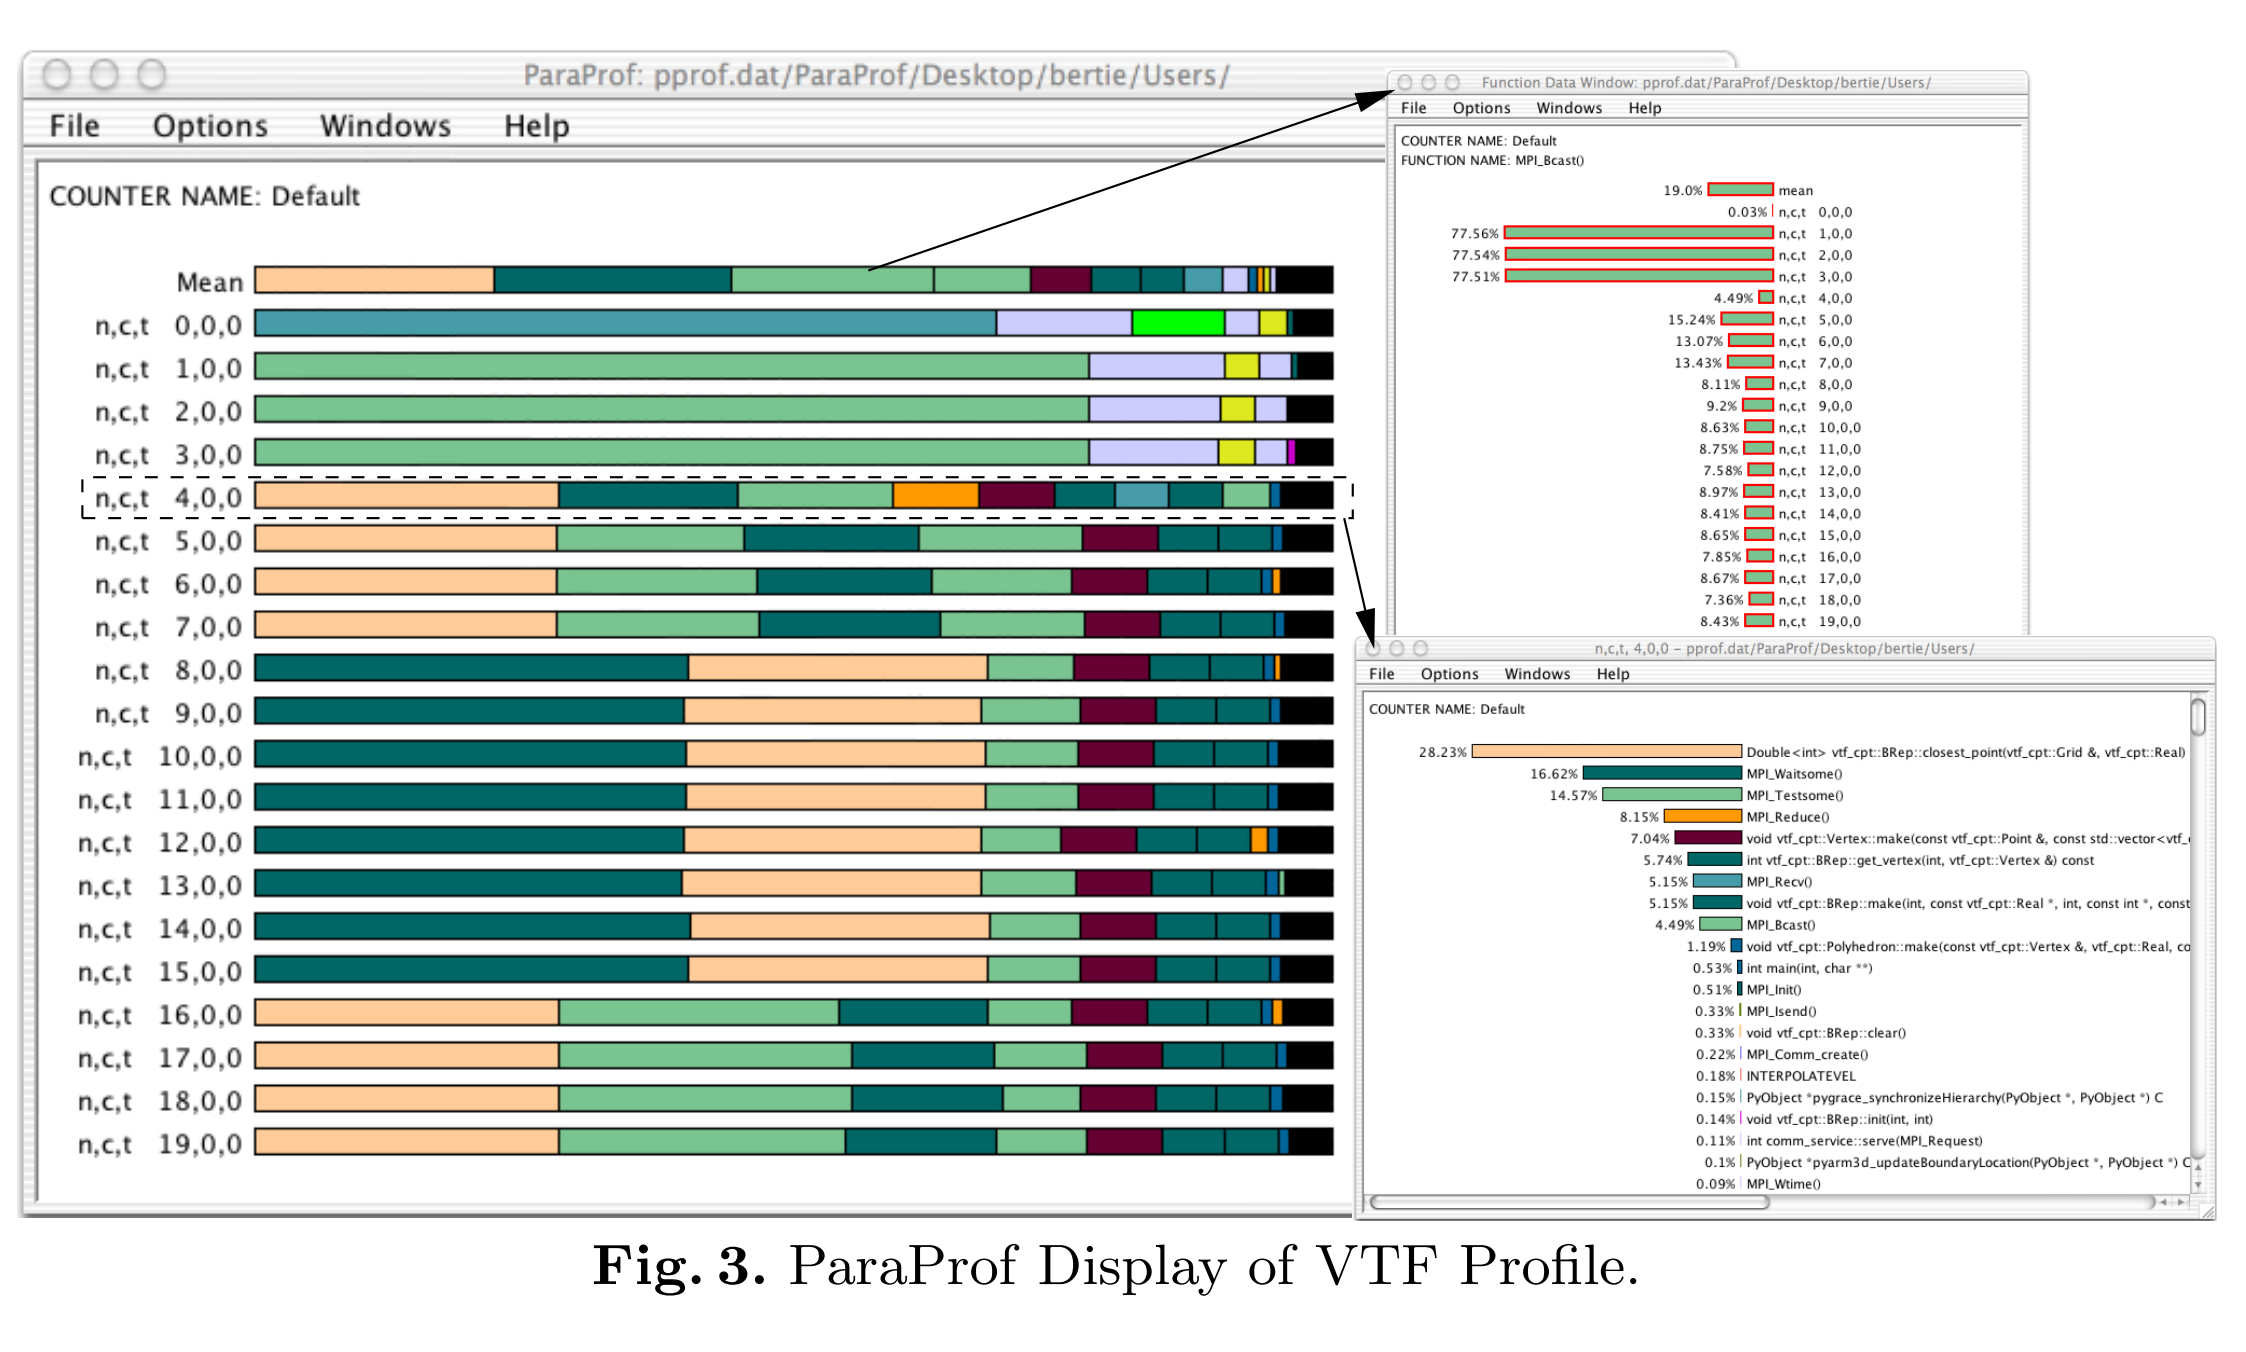 ParaProf: pprof.dat/ParaProf/Desktop/bertie/Users/
File Options Windows Help
COUNTER NAME: Default
Mean
n,c,t 0,0,0
n,c,t 1,0,0
n,c,t 2,0,0
n,c,t 3,0,0
n,c,t 4,0,0
n,c,t 5,0,0
n,c,t 6,0,0
n,c,t 7,0,0
n,c,t 8,0,0
n,c,t 9,0,0
n,c,t 10,0,0
n,c,t 11,0,0
n,c,t 12,0,0
n,c,t 13,0,0
n,c,t 14,0,0
n,c,t 15,0,0
n,c,t 16,0,0
n,c,t 17,0,0
n,c,t 18,0,0
n,c,t 19,0,0
Function Data Window: pprof.dat/ParaProf/Desktop/bertie/Users/
File Options Windows Help
COUNTER NAME: Default
FUNCTION NAME: MPI_Bcast()
19.0% mean
0.03% n,c,t 0,0,0
77.56% n,c,t 1,0,0
77.54% n,c,t 2,0,0
77.51% n,c,t 3,0,0
4.49% n,c,t 4,0,0
15.24% n,c,t 5,0,0
13.07% n,c,t 6,0,0
13.43% n,c,t 7,0,0
8.11% n,c,t 8,0,0
9.2% n,c,t 9,0,0
8.63% n,c,t 10,0,0
8.75% n,c,t 11,0,0
7.58% n,c,t 12,0,0
8.97% n,c,t 13,0,0
8.41% n,c,t 14,0,0
8.65% n,c,t 15,0,0
7.85% n,c,t 16,0,0
8.67% n,c,t 17,0,0
7.36% n,c,t 18,0,0
8.43% n,c,t 19,0,0
n,c,t, 4,0,0 – pprof.dat/ParaProf/Desktop/bertie/Users/
File Options Windows Help
COUNTER NAME: Default
28.23% Double<int> vtf_cpt::BRep::closest_point(vtf_cpt::Grid &, vtf_cpt::Real)
16.62% MPI_Waitsome()
14.57% MPI_Testsome()
8.15% MPI_Reduce()
7.04% void vtf_cpt::Vertex::make(const vtf_cpt::Point &, const std::vector<vtf_
5.74% int vtf_cpt::BRep::get_vertex(int, vtf_cpt::Vertex &) const
5.15% MPI_Recv()
5.15% void vtf_cpt::BRep::make(int, const vtf_cpt::Real *, int, const int *, const
4.49% MPI_Bcast()
1.19% void vtf_cpt::Polyhedron::make(const vtf_cpt::Vertex &, vtf_cpt::Real, co
0.53% int main(int, char **)
0.51% MPI_Init()
0.33% MPI_Isend()
0.33% void vtf_cpt::BRep::clear()
0.22% MPI_Comm_create()
0.18% INTERPOLATEVEL
0.15% PyObject *pygrace_synchronizeHierarchy(PyObject *, PyObject *) C
0.14% void vtf_cpt::BRep::init(int, int)
0.11% int comm_service::serve(MPI_Request)
0.1% PyObject *pyarm3d_updateBoundaryLocation(PyObject *, PyObject *) C
0.09% MPI_Wtime()
Fig. 3. ParaProf Display of VTF Profile.